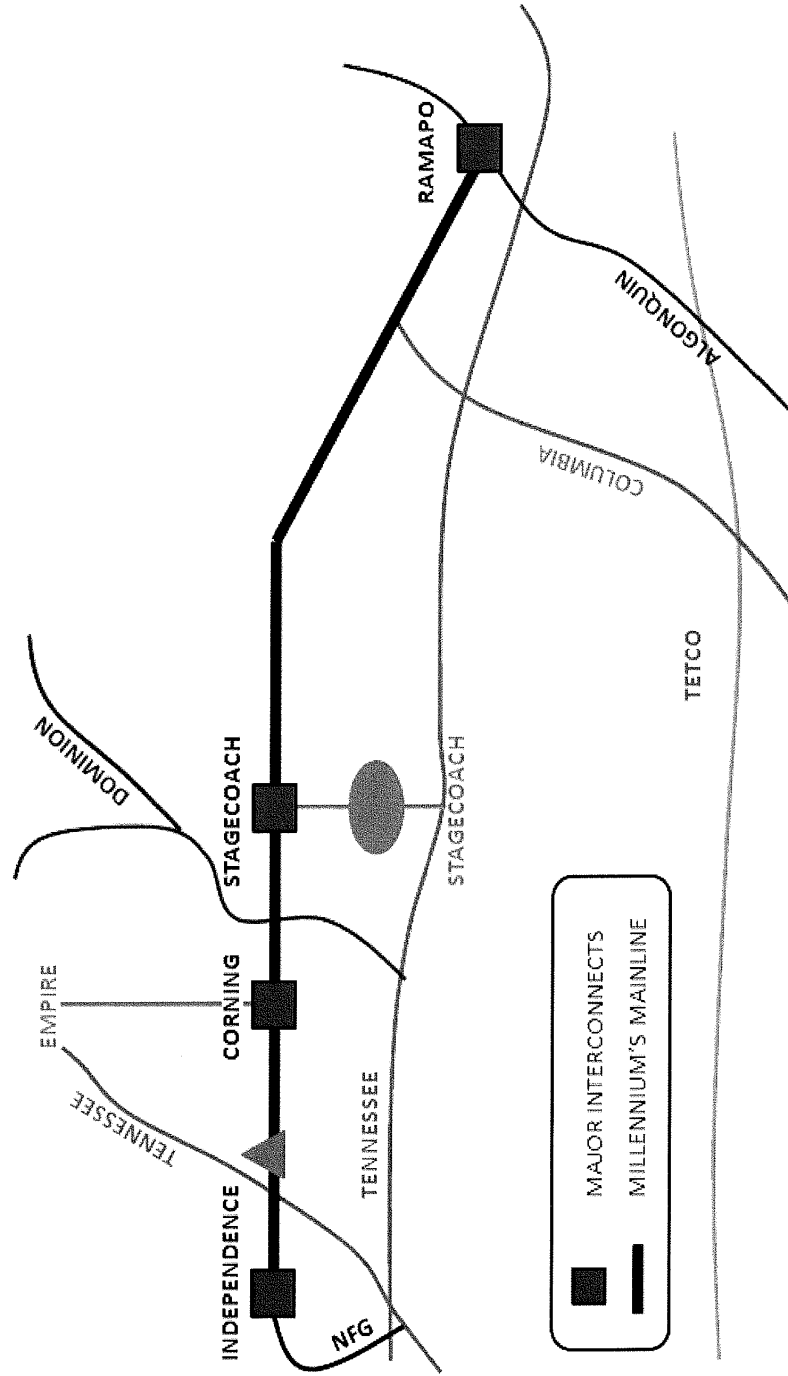 EMPIRE
TENNESSEE
DOMINION
INDEPENDENCE
CORNING
STAGECOACH
RAMAPO
NFG
TENNESSEE
STAGECOACH
COLUMBIA
ALGONQUIN
TETCO
MAJOR INTERCONNECTS
MILLENNIUM'S MAINLINE